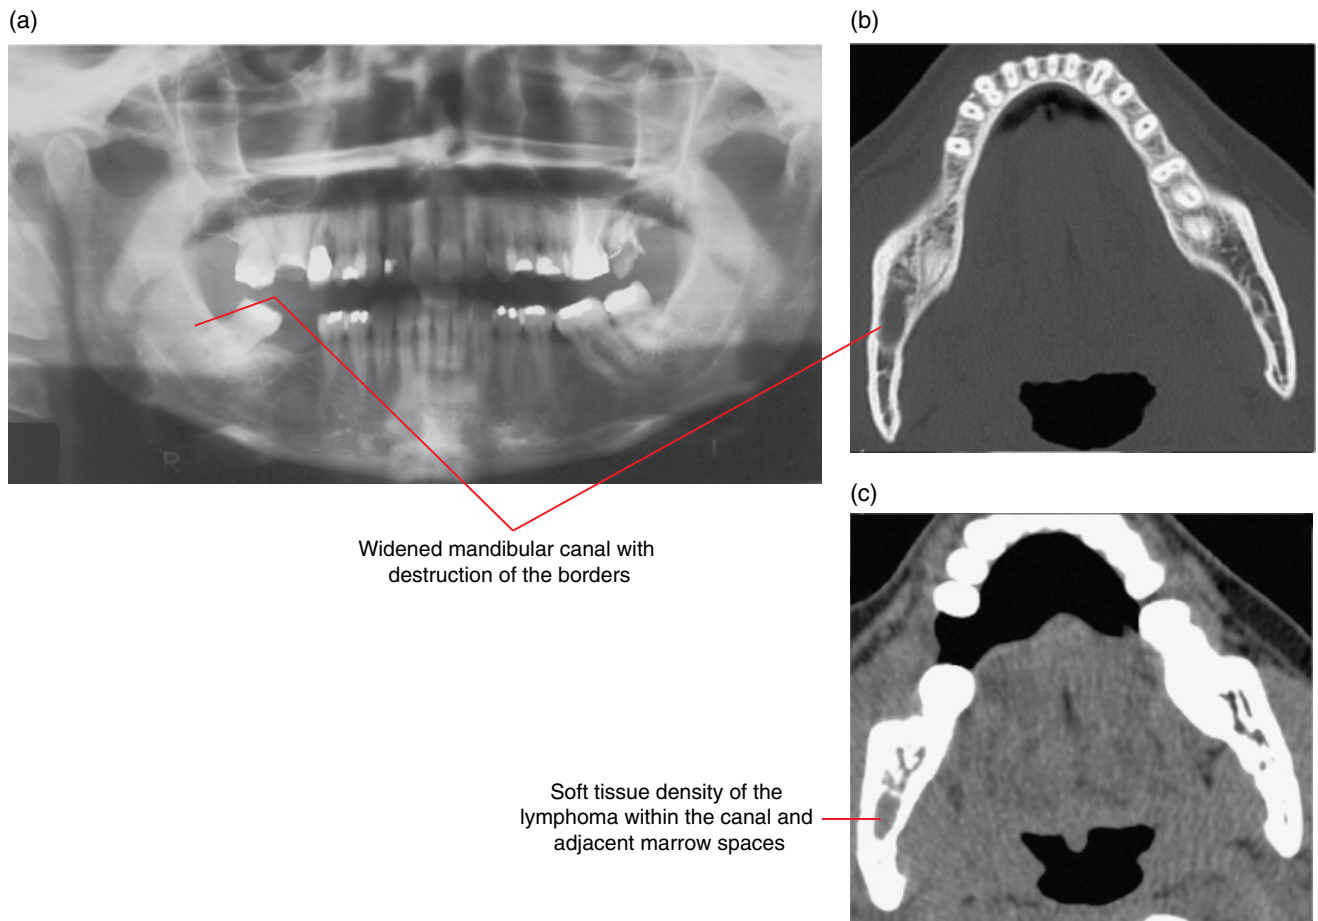 (a)
(b)
R
Widened mandibular canal with
destruction of the borders
(c)
Soft tissue density of the
lymphoma within the canal and
adjacent marrow spaces